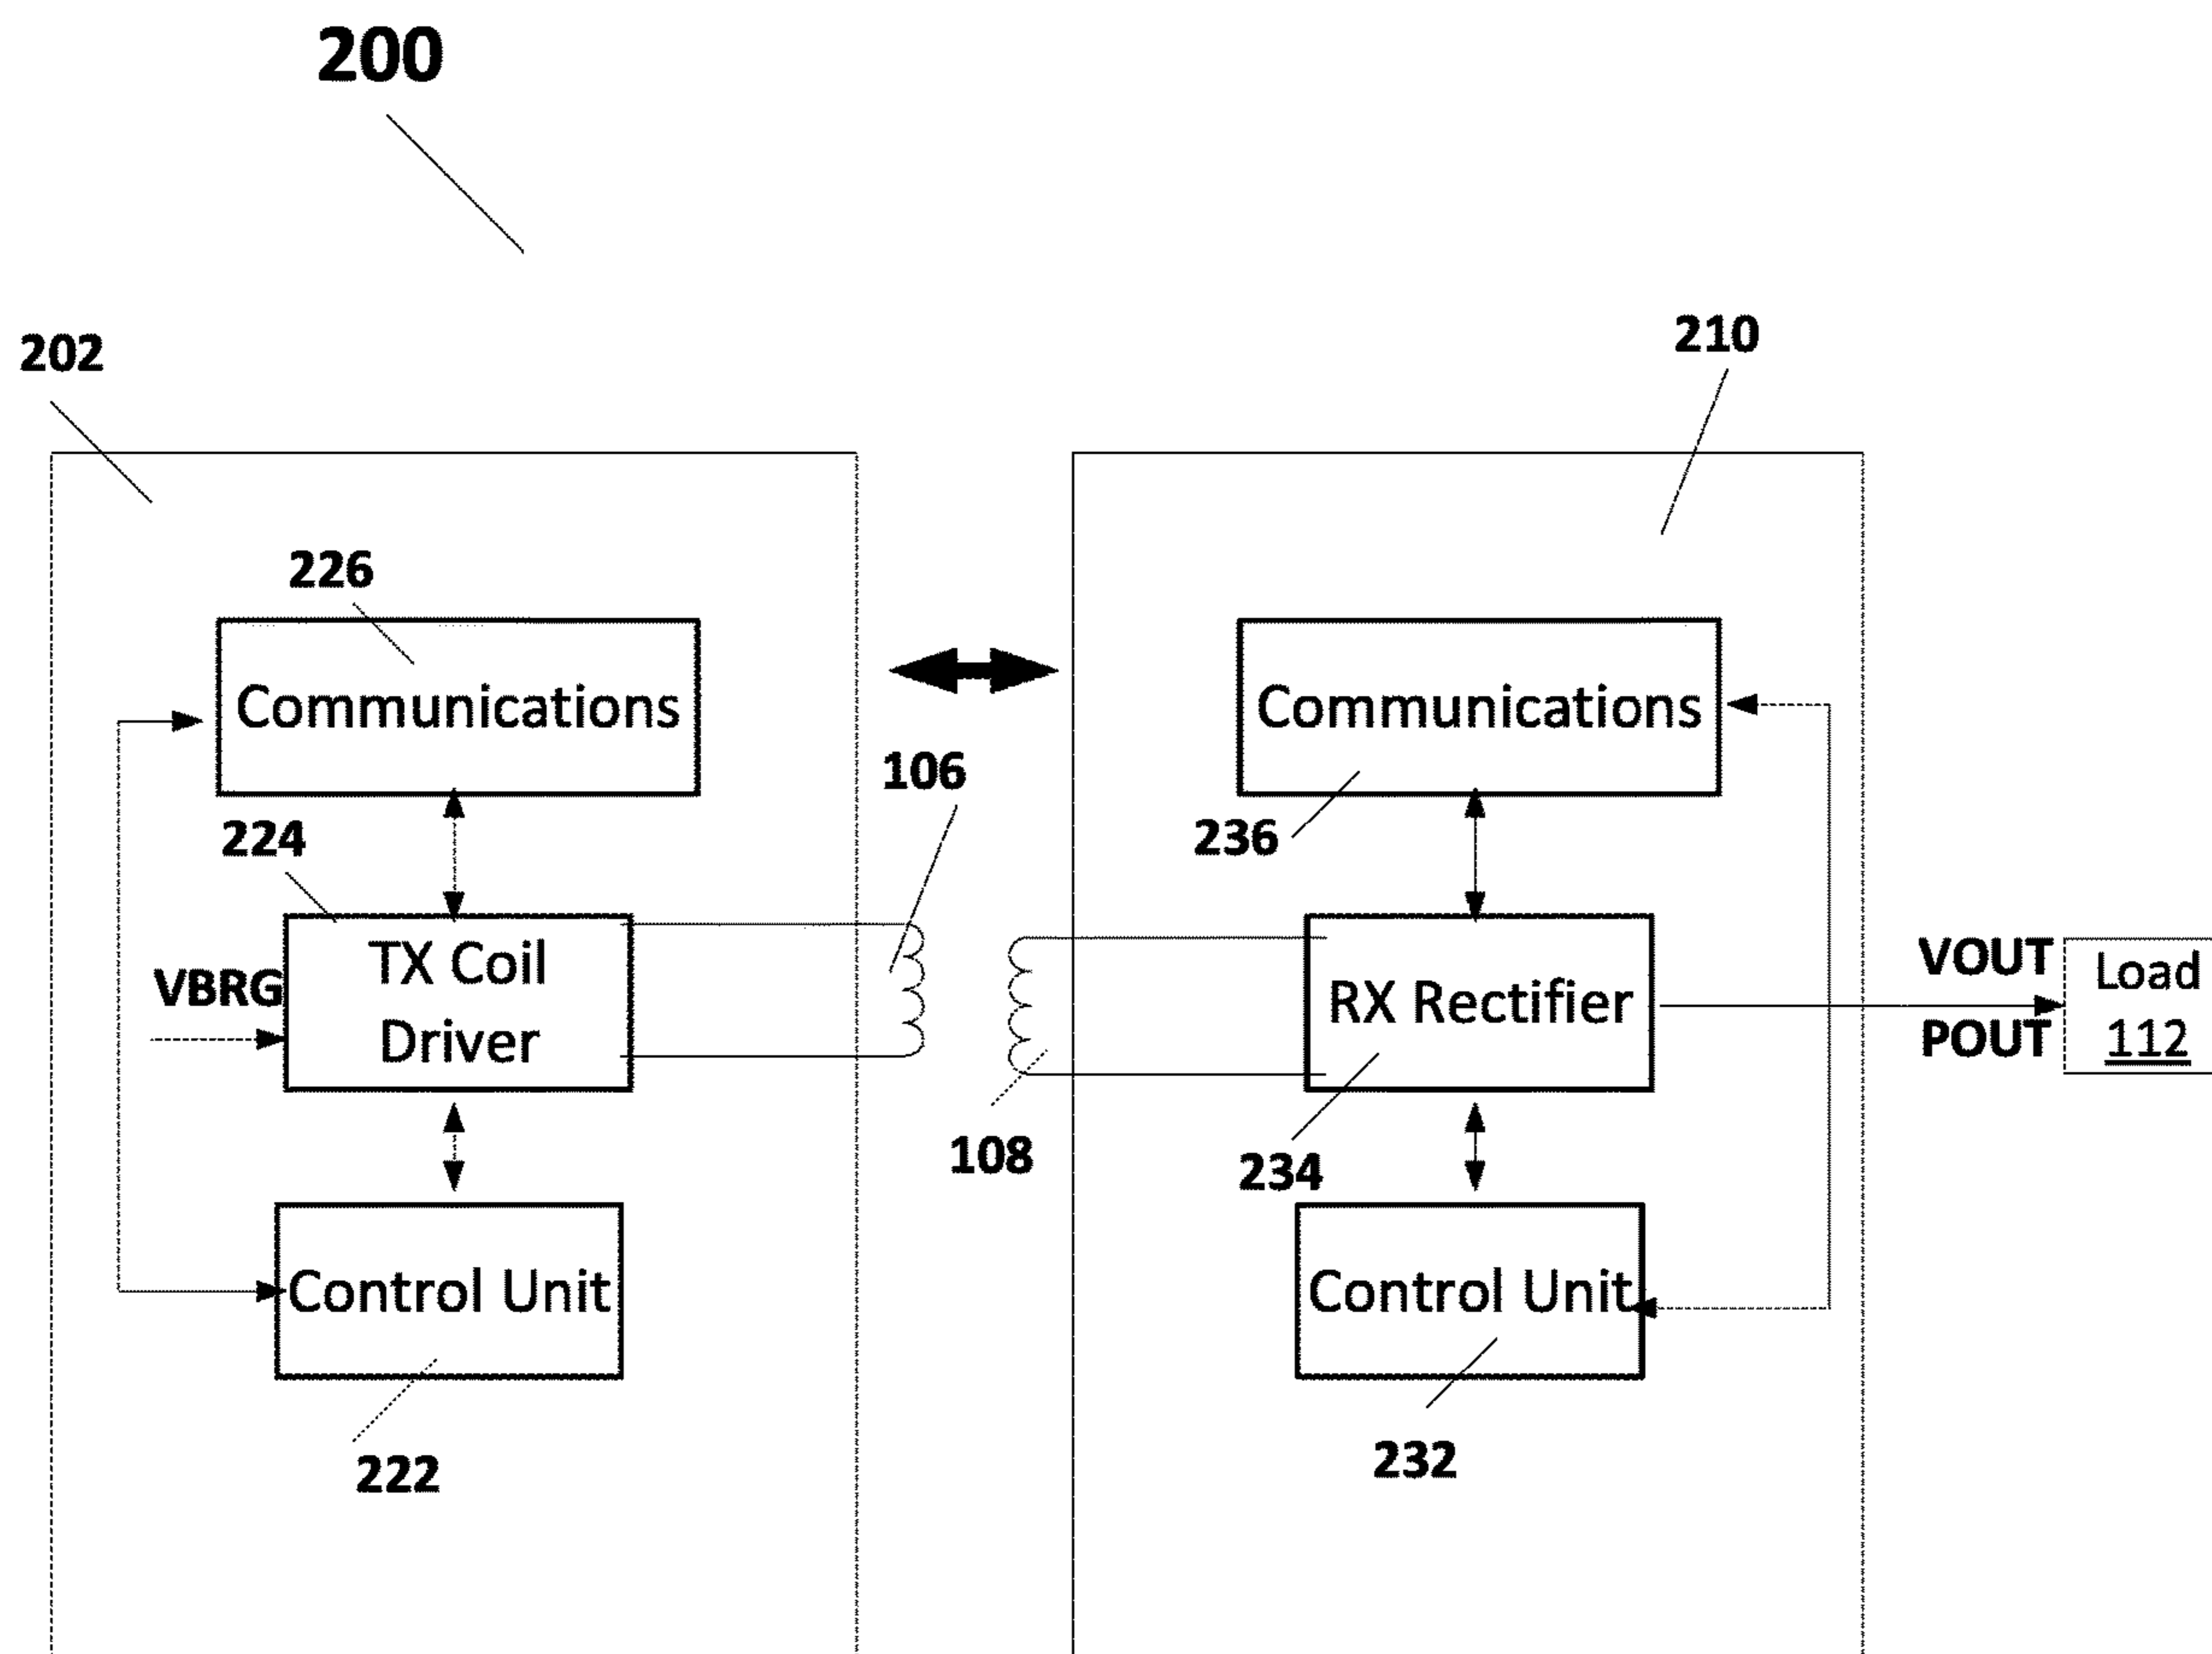 200
202
210
226
Communications
Communications
106
224
236
TX Coil
Driver
VBRG
RX Rectifier
VOUT
POUT
Load
112
108
234
Control Unit
Control Unit
222
232